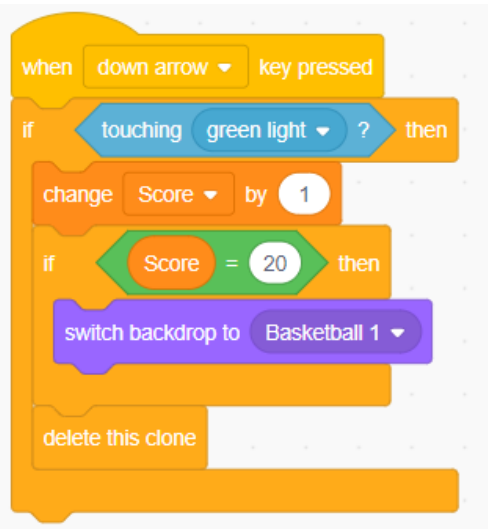 when down arrow key pressed
if touching green light ? then
change Score by 1
if Score = 20 then
switch backdrop to Basketball 1
delete this clone